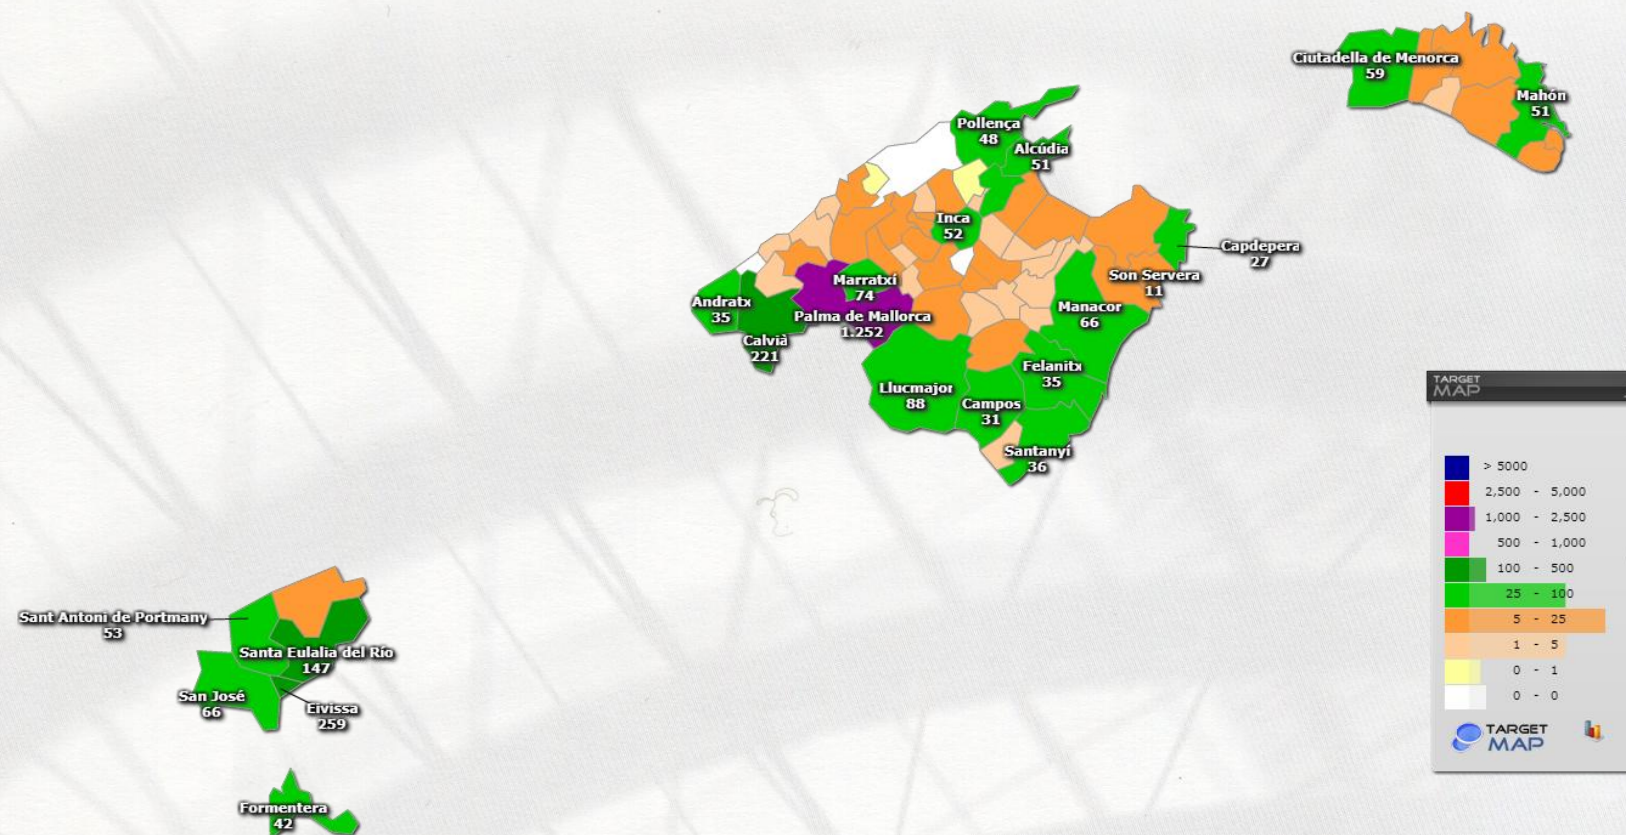 Ciutadella de Menorca
59
Mahón
51
Pollença
48
Alcúdia
51
Inca
52
Capdepera
27
Son Servera
11
Marratxí
74
Andratx
35
Palma de Mallorca
1.252
Manacor
66
Calvià
221
Felanitx
35
Llucmajor
88
Campos
31
Santanyí
36
Sant Antoni de Portmany
53
Santa Eulalia del Río
147
San José
66
Eivissa
259
Formentera
42
TARGET
MAP
> 5000
2,500 - 5,000
1,000 - 2,500
500 - 1,000
100 - 500
25 - 100
5 - 25
1 - 5
0 - 1
0 - 0
TARGET
MAP